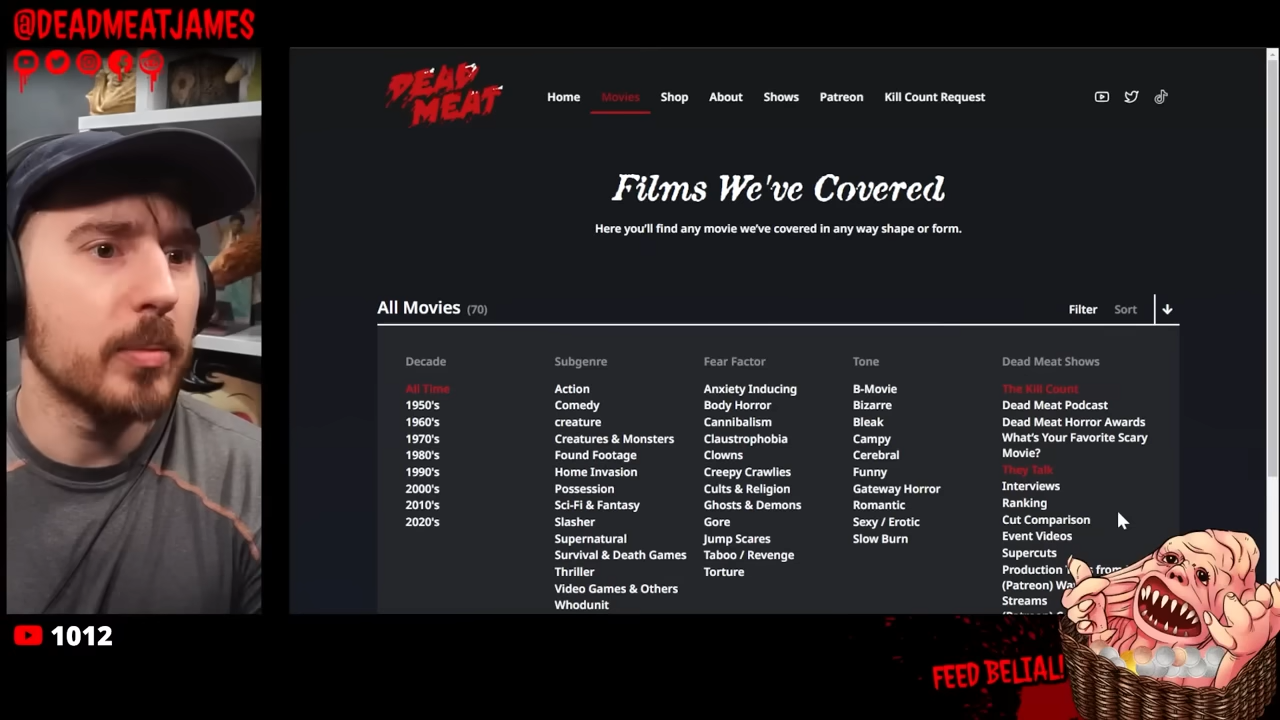 @DEADMEATJAMES
DEAD MEAT
Home Movies Shop About Shows Patreon Kill Count Request
Films We've Covered
Here you'll find any movie we've covered in any way shape or form.
All Movies (70)
Filter Sort
Decade
All Time
1950's
1960's
1970's
1980's
1990's
2000's
2010's
2020's
Subgenre
Action
Comedy
creature
Creatures & Monsters
Found Footage
Home Invasion
Possession
Sci-Fi & Fantasy
Slasher
Supernatural
Survival & Death Games
Thriller
Video Games & Others
Whodunit
Fear Factor
Anxiety Inducing
Body Horror
Cannibalism
Claustrophobia
Clowns
Creepy Crawlies
Cults & Religion
Ghosts & Demons
Gore
Jump Scares
Taboo / Revenge
Torture
Tone
B-Movie
Bizarre
Bleak
Campy
Cerebral
Funny
Gateway Horror
Romantic
Sexy / Erotic
Slow Burn
Dead Meat Shows
The Kill Count
Dead Meat Podcast
Dead Meat Horror Awards
What's Your Favorite Scary
Movie?
They Talk
Interviews
Ranking
Cut Comparison
Event Videos
Supercuts
Production
(Patreon)
Streams
1012
FEED BELIAL!